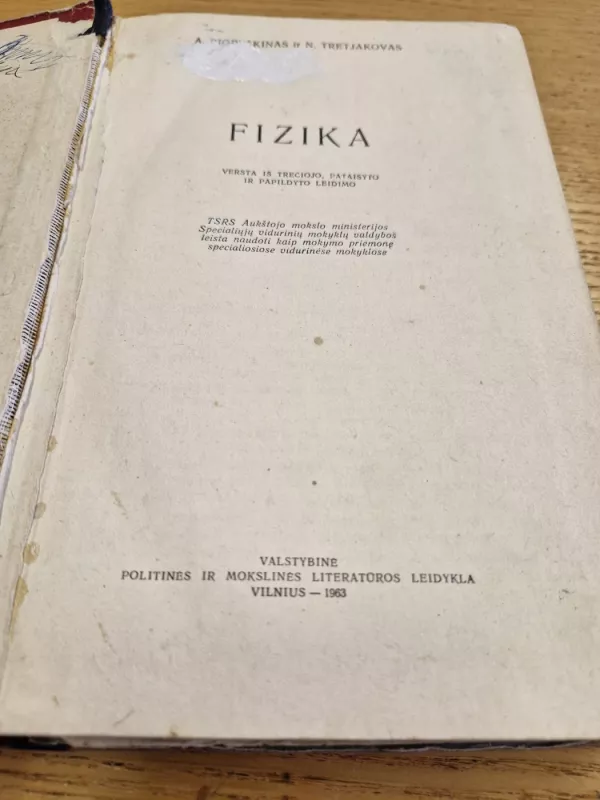 A. N. TRETJAKOVAS
FIZIKA
VERSTA IŠ TREČIOJO, PATAISYTO
IR PAPILDYTO LEIDIMO
TSRS Aukštojo mokslo ministerijos
Specialiųjų vidurinių mokyklų valdybos
leista naudoti kaip mokymo priemonę
specialiosiose vidurinėse mokyklose
VALSTYBINĖ
POLITINĖS IR MOKSLINĖS LITERATŪROS LEIDYKLA
VILNIUS — 1963